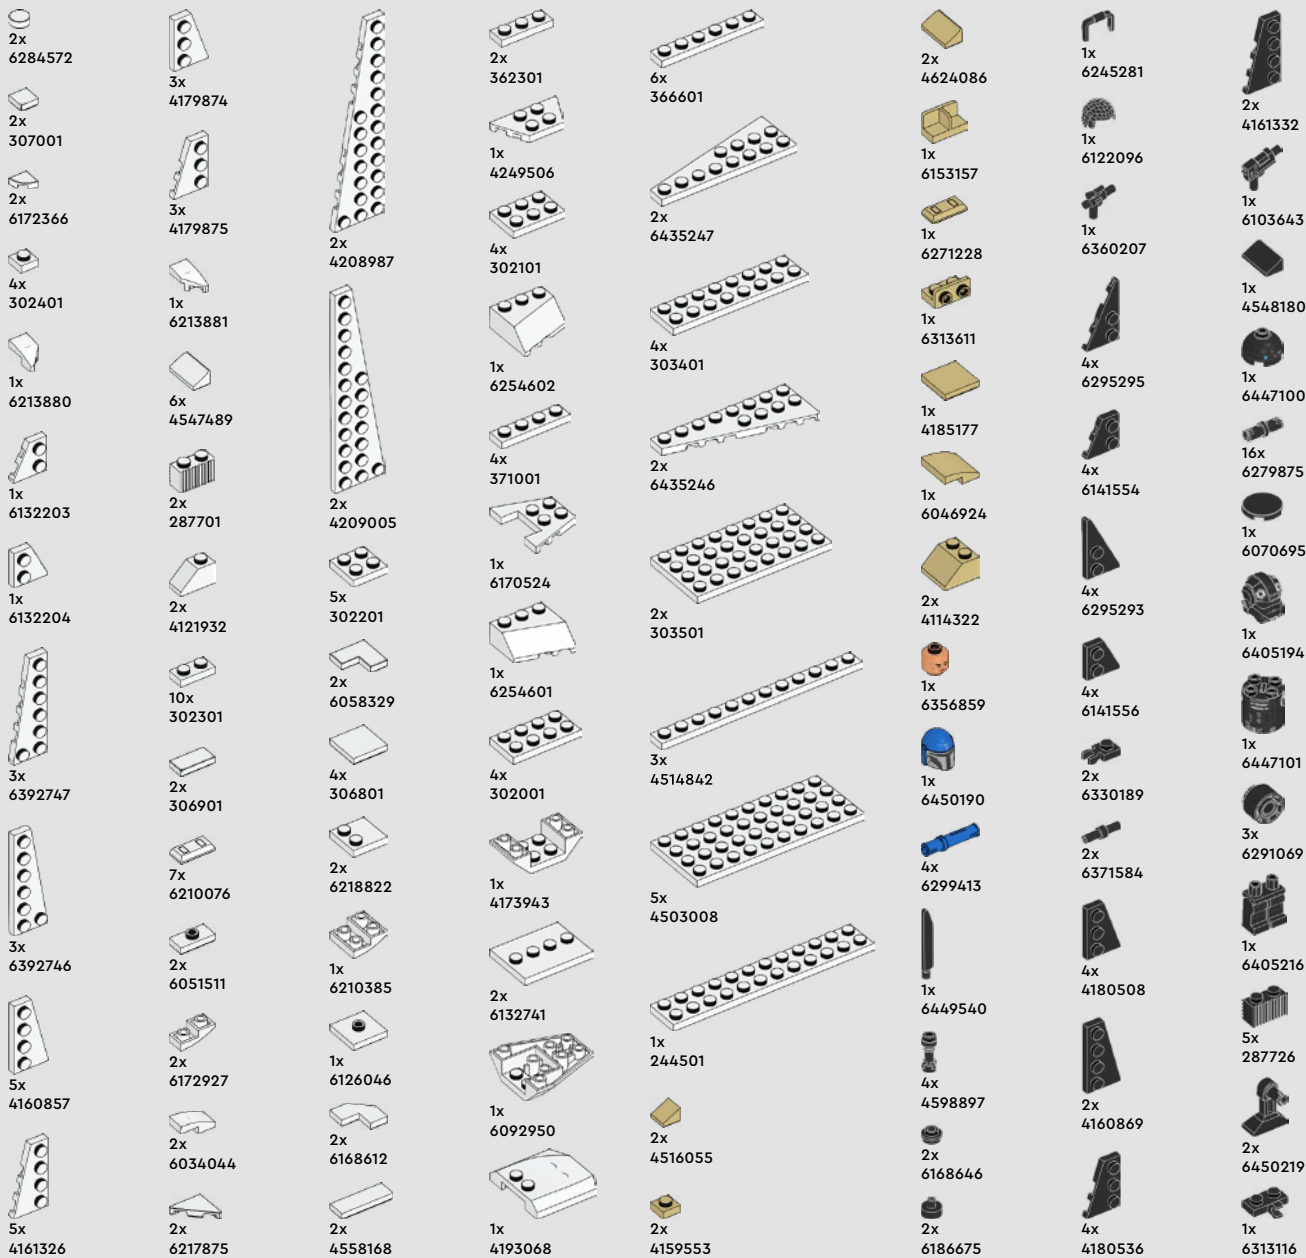 2x
6284572
2x
307001
2x
6172366
4x
302401
1x
6213880
1x
6132203
1x
6132204
3x
6392747
3x
6392746
5x
4160857
5x
4161326
3x
4179874
3x
4179875
1x
6213881
6x
4547489
2x
287701
2x
4121932
10x
302301
2x
306901
7x
6210076
2x
6051511
2x
6172927
2x
6034044
2x
6217875
2x
4208987
2x
4209005
5x
302201
2x
6058329
4x
306801
2x
6218822
1x
6210385
1x
6126046
2x
6168612
2x
4558168
2x
362301
1x
4249506
4x
302101
1x
6254602
4x
371001
1x
6170524
1x
6254601
4x
302001
1x
4173943
2x
6132741
1x
6092950
1x
4193068
6x
366601
2x
6435247
4x
303401
2x
6435246
2x
303501
3x
4514842
5x
4503008
1x
244501
2x
4516055
2x
4159553
2x
4624086
1x
6153157
1x
6271228
1x
6313611
1x
4185177
1x
6046924
2x
4114322
1x
6356859
1x
6450190
4x
6299413
1x
6449540
4x
4598897
2x
6168646
2x
6186675
1x
6245281
1x
6122096
1x
6360207
4x
6295295
4x
6141554
4x
6295293
4x
6141556
2x
6330189
2x
6371584
4x
4180508
2x
4160869
4x
4180536
2x
4161332
1x
6103643
1x
4548180
1x
6447100
16x
6279875
1x
6070695
1x
6405194
1x
6447101
3x
6291069
1x
6405216
5x
287726
2x
6450219
1x
6313116